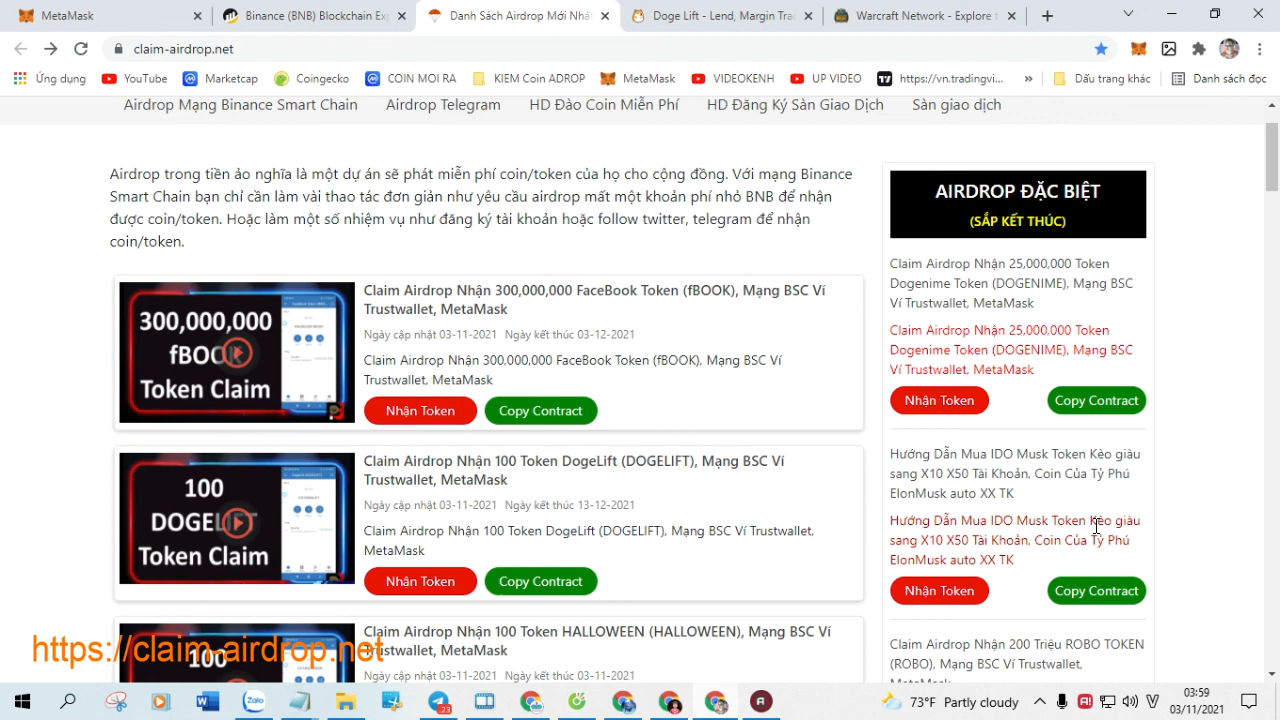 MetaMask
Binance (BNB) Blockchain Ex
Danh Sách Airdrop Mới Nhấ
Doge Lift - Lend, Margin Trac
Warcraft Network - Explore t
claim-airdrop.net
Ứng dụng
YouTube
Marketcap
Coingecko
COIN MOI RA
KIEM Coin ADROP
MetaMask
VIDEOKENH
UP VIDEO
https://vn.tradingvi...
Dấu trang khác
Danh sách đọc
Airdrop Mạng Binance Smart Chain
Airdrop Telegram
HD Đào Coin Miễn Phí
HD Đăng Ký Sàn Giao Dịch
Sàn giao dịch
Airdrop trong tiền ảo nghĩa là một dự án sẽ phát miễn phí coin/token của họ cho cộng đồng. Với mạng Binance
Smart Chain bạn chỉ cần làm vài thao tác đơn giản như yêu cầu airdrop mất một khoản phí nhỏ BNB để nhận
được coin/token. Hoặc làm một số nhiệm vụ như đăng ký tài khoản hoặc follow twitter, telegram để nhận
coin/token.
300,000,000
Token Claim
Claim Airdrop Nhận 300,000,000 FaceBook Token (fBOOK), Mạng BSC Ví
Trustwallet, MetaMask
Ngày cập nhật 03-11-2021 Ngày kết thúc 03-12-2021
Claim Airdrop Nhận 300,000,000 FaceBook Token (fBOOK), Mạng BSC Ví
Trustwallet, MetaMask
Nhận Token
Copy Contract
100
DOGELIFT
Token Claim
Claim Airdrop Nhận 100 Token DogeLift (DOGELIFT), Mạng BSC Ví
Trustwallet, MetaMask
Ngày cập nhật 03-11-2021 Ngày kết thúc 13-12-2021
Claim Airdrop Nhận 100 Token DogeLift (DOGELIFT), Mạng BSC Ví Trustwallet,
MetaMask
Nhận Token
Copy Contract
100
Claim Airdrop Nhận 100 Token HALLOWEEN (HALLOWEEN), Mạng BSC Ví
Trustwallet, MetaMask
Ngày cập nhật 03-11-2021 Ngày kết thúc 03-11-2021
AIRDROP ĐẶC BIỆT
(SẮP KẾT THÚC)
Claim Airdrop Nhận 25,000,000 Token
Dogenime Token (DOGENIME), Mạng BSC
Ví Trustwallet, MetaMask
Claim Airdrop Nhận 25,000,000 Token
Dogenime Token (DOGENIME), Mạng BSC
Ví Trustwallet, MetaMask
Nhận Token
Copy Contract
Hướng Dẫn Mua IDO Musk Token Kèo giàu
sang X10 X50 Tài Khoản, Coin Của Tỷ Phú
ElonMusk auto XX TK
Hướng Dẫn Mua IDO Musk Token Kèo giàu
sang X10 X50 Tài Khoản, Coin Của Tỷ Phú
ElonMusk auto XX TK
Nhận Token
Copy Contract
Claim Airdrop Nhận 200 Triệu ROBO TOKEN
(ROBO), Mạng BSC Ví Trustwallet,
https://claim-airdrop.net
Zalo
23
73°F Partly cloudy
03:59
03/11/2021